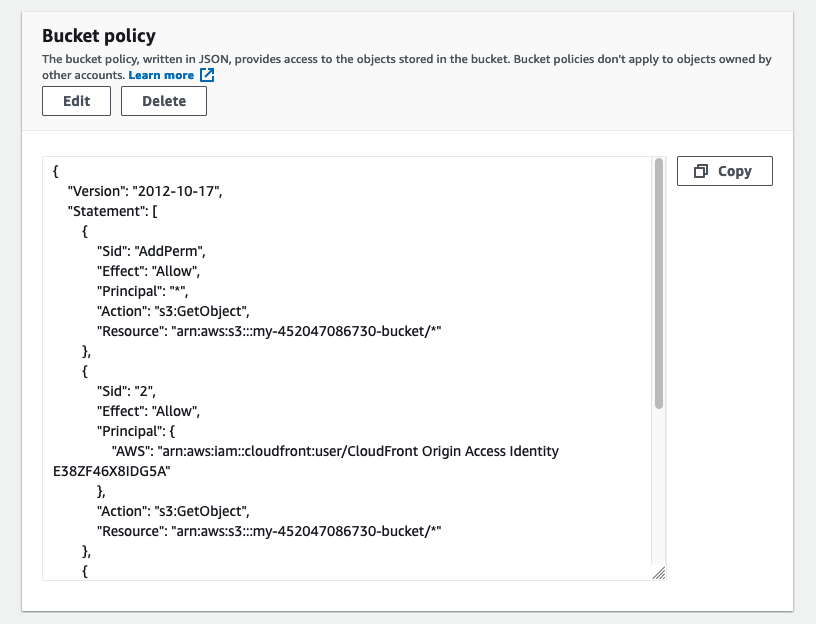 Bucket policy
The bucket policy, written in JSON, provides access to the objects stored in the bucket. Bucket policies don't apply to objects owned by
other accounts. Learn more
Edit
Delete
Copy
{
"Version": "2012-10-17",
"Statement": [
{
"Sid": "AddPerm",
"Effect": "Allow",
"Principal": "*",
"Action": "s3:GetObject",
"Resource": "arn:aws:s3:::my-452047086730-bucket/*"
},
{
"Sid": "2",
"Effect": "Allow",
"Principal": {
"AWS": "arn:aws:iam::cloudfront:user/CloudFront Origin Access Identity
E38ZF46X8IDG5A"
},
"Action": "s3:GetObject",
"Resource": "arn:aws:s3:::my-452047086730-bucket/*"
},
{